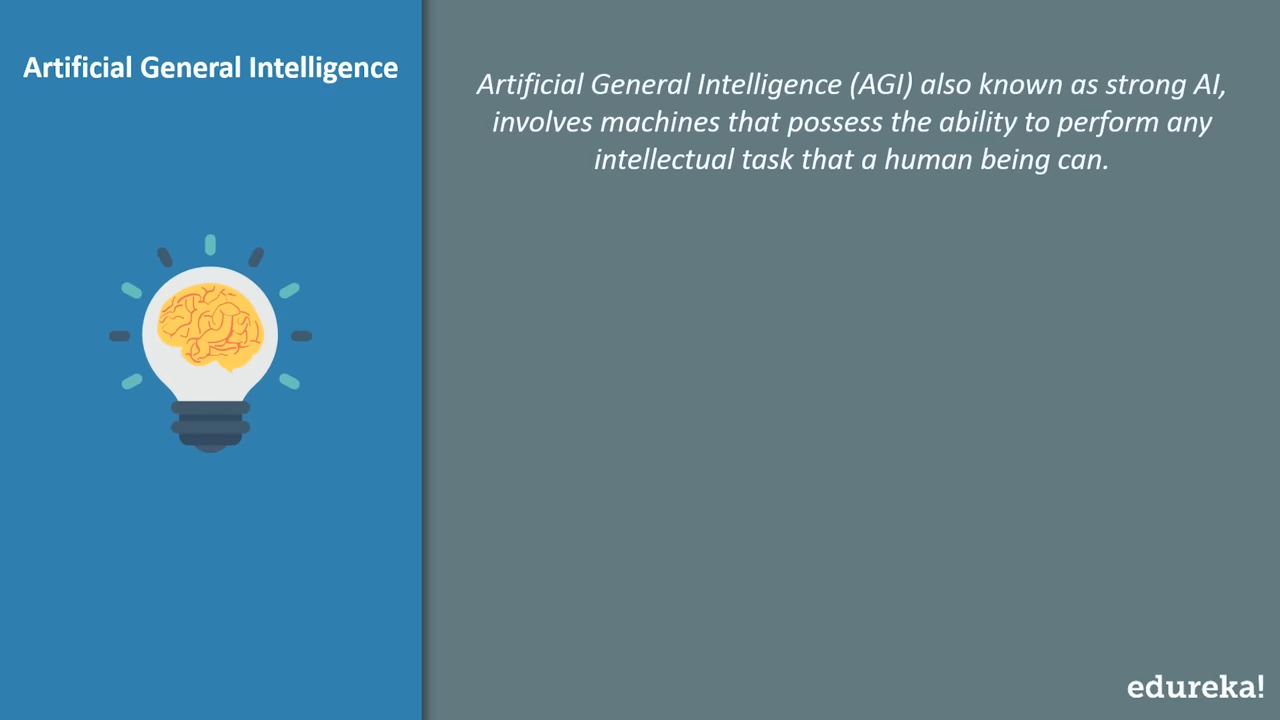 Artificial General Intelligence
Artificial General Intelligence (AGI) also known as strong AI,
involves machines that possess the ability to perform any
intellectual task that a human being can.
edureka!